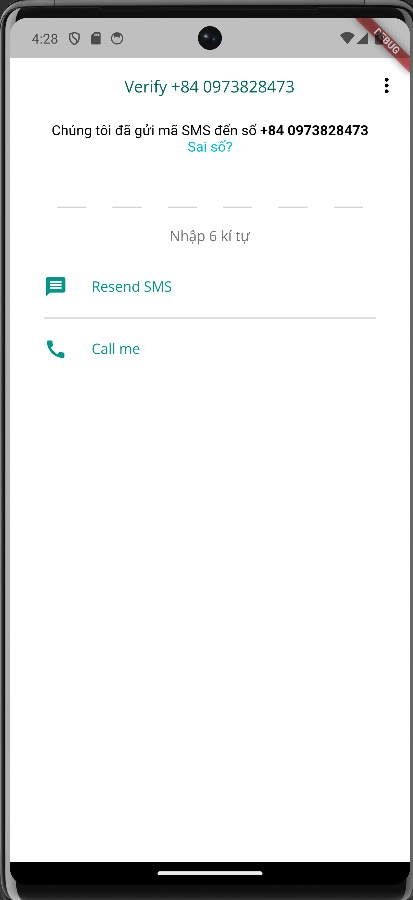 4:28
DEBUG
Verify +84 0973828473
Chúng tôi đã gửi mã SMS đến số +84 0973828473
Sai số?
Nhập 6 kí tự
Resend SMS
Call me